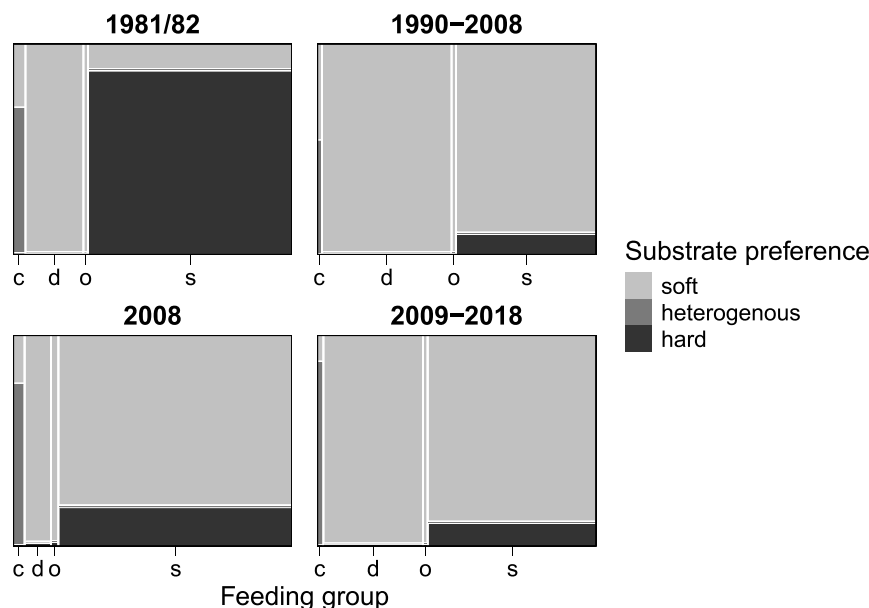 1981/82
1990−2008
c d o s
c d o s
Substrate preference
soft
heterogenous
hard
2008
2009−2018
c d o s
c d o s
Feeding group